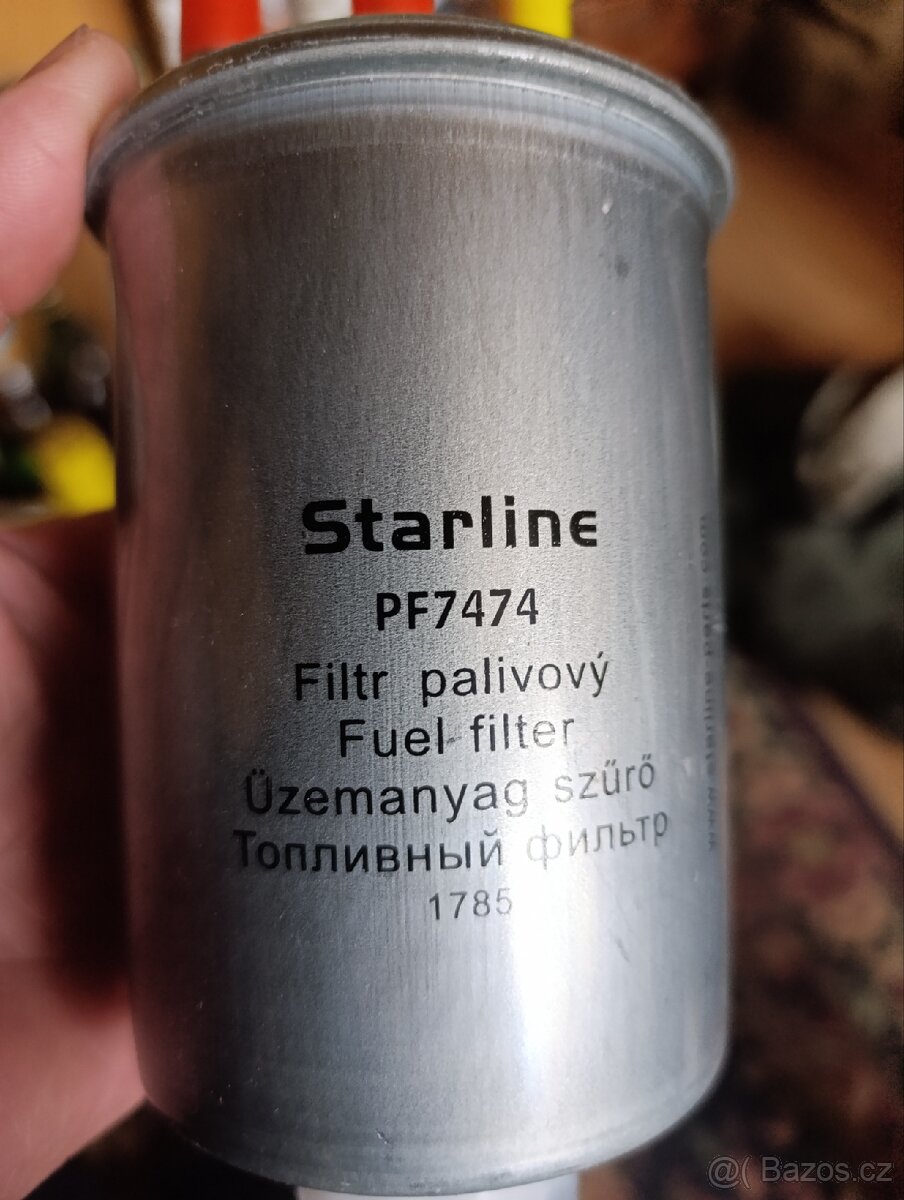 Starline
PF7474
Filtr palivový
Fuel filter
Üzemanyag szűrő
Топливный фильтр
1785
@( Bazos.cz